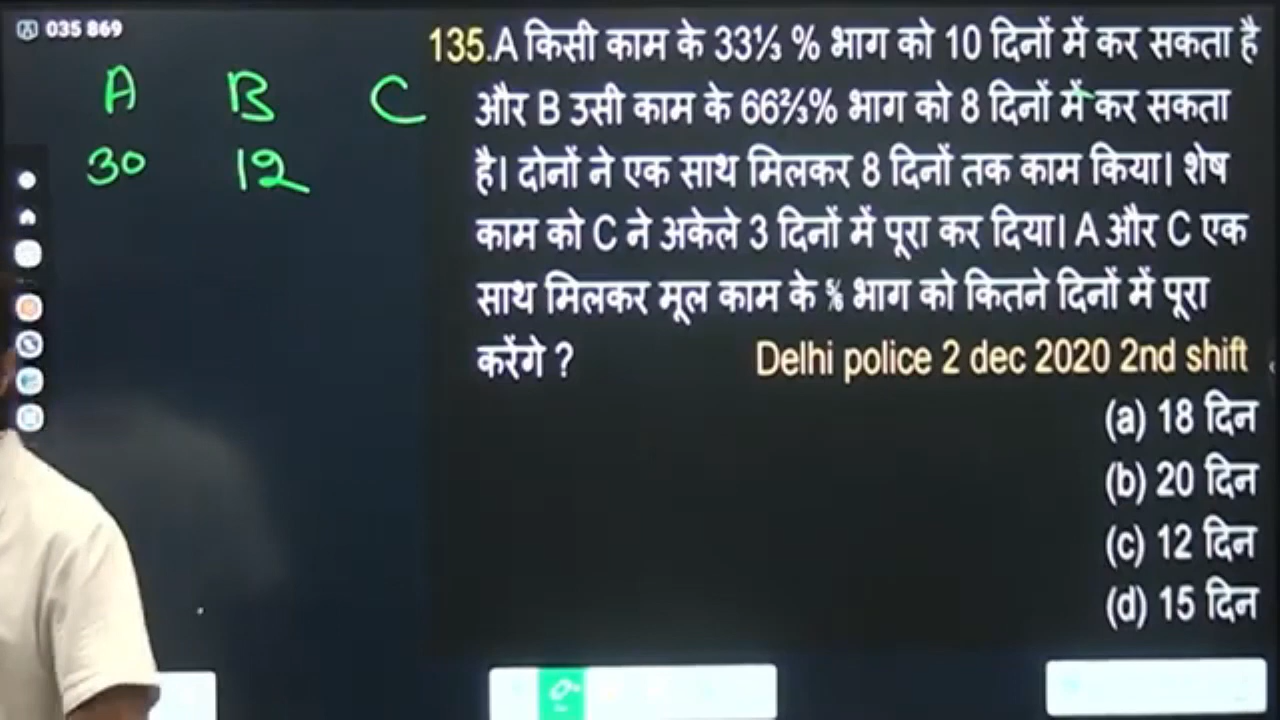 035 869
135.A किसी काम के 33⅓ % भाग को 10 दिनों में कर सकता है
A B C
और B उसी काम के 66⅔% भाग को 8 दिनों में कर सकता
30 12
है। दोनों ने एक साथ मिलकर 8 दिनों तक काम किया। शेष
काम को C ने अकेले 3 दिनों में पूरा कर दिया। A और C एक
साथ मिलकर मूल काम के भाग को कितने दिनों में पूरा
करेंगे ? Delhi police 2 dec 2020 2nd shift
(a) 18 दिन
(b) 20 दिन
(c) 12 दिन
(d) 15 दिन